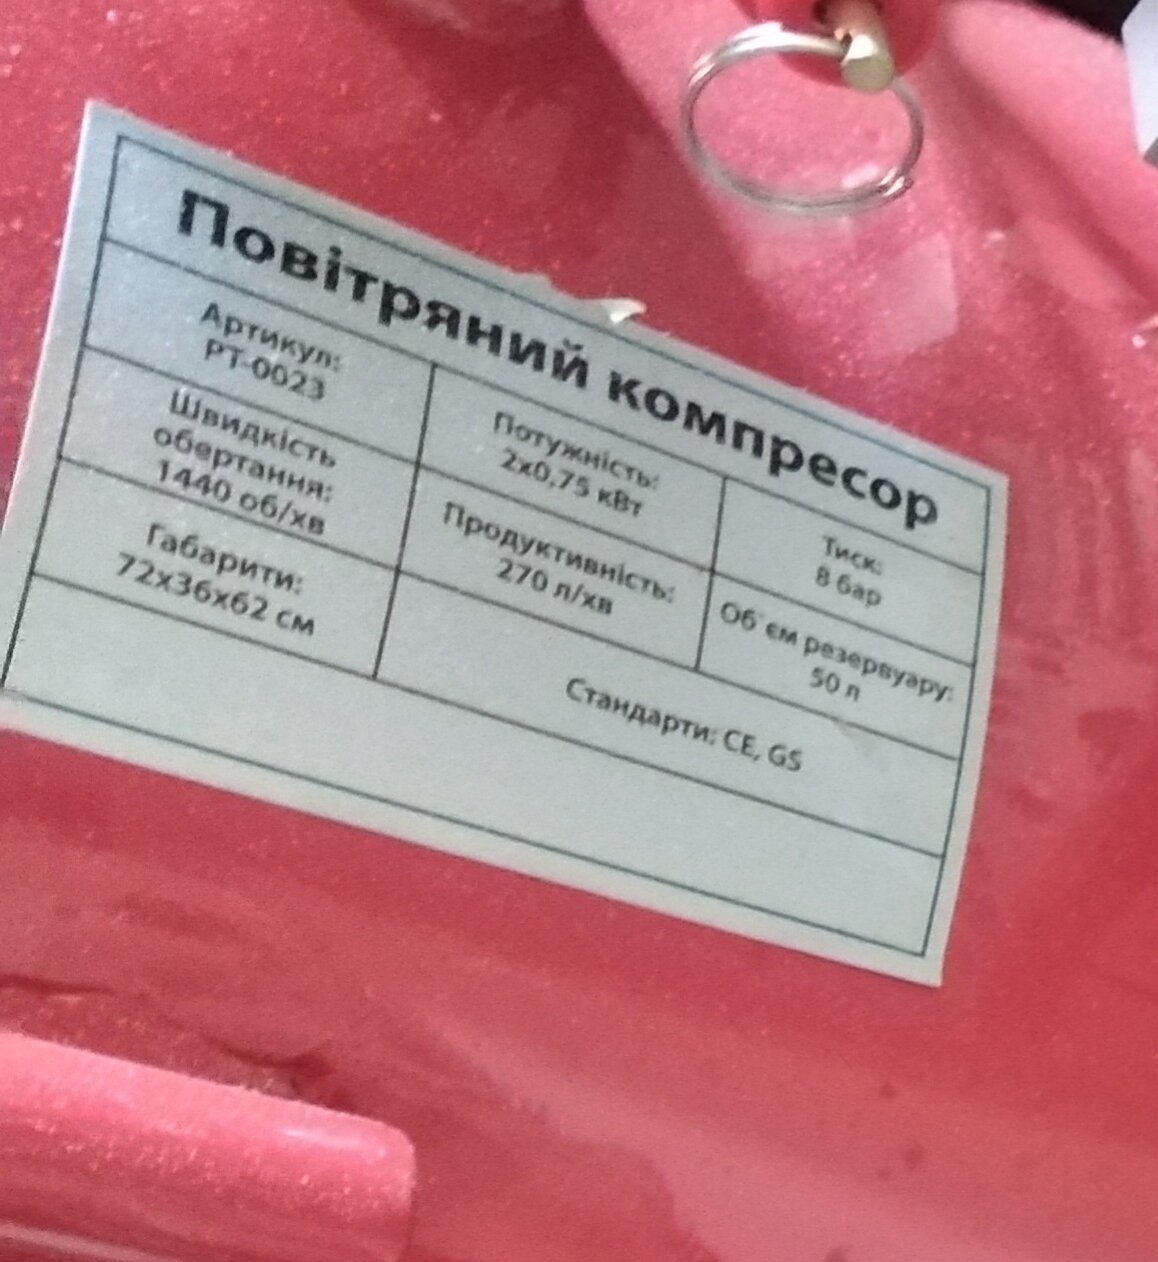 Повітряний компресор
Артикул:
PT-0023
Потужність:
2x0,75 кВт
Тиск:
8 бар
Швидкість
обертання:
1440 об/хв
Продуктивність:
270 л/хв
Об`єм резервуару:
50 л
Габарити:
72x36x62 см
Стандарти: CE, GS